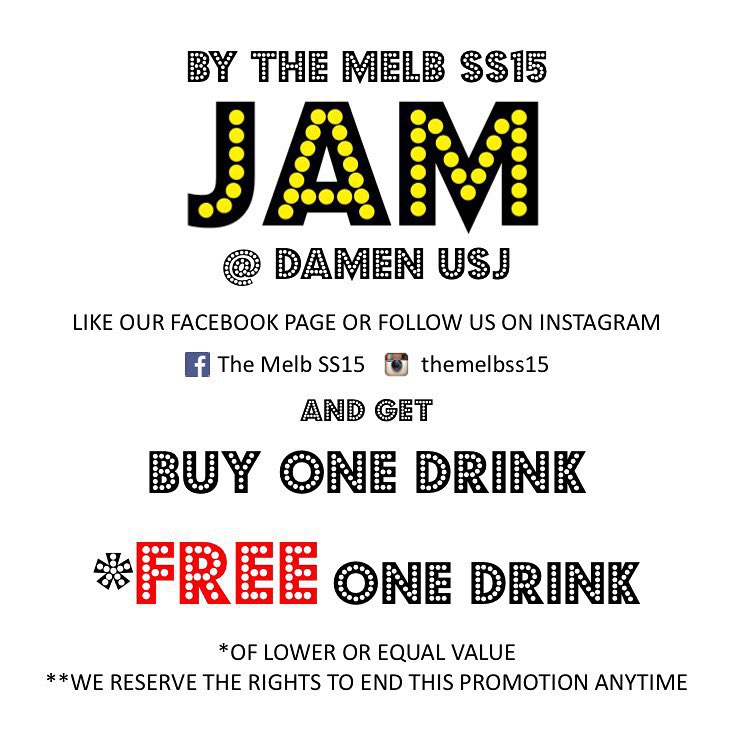 BY THE MELB SS15
JAM
@ DAMEN USJ
LIKE OUR FACEBOOK PAGE OR FOLLOW US ON INSTAGRAM
The Melb SS15 themelbss15
AND GET
BUY ONE DRINK
*FREE ONE DRINK
*OF LOWER OR EQUAL VALUE
**WE RESERVE THE RIGHTS TO END THIS PROMOTION ANYTIME